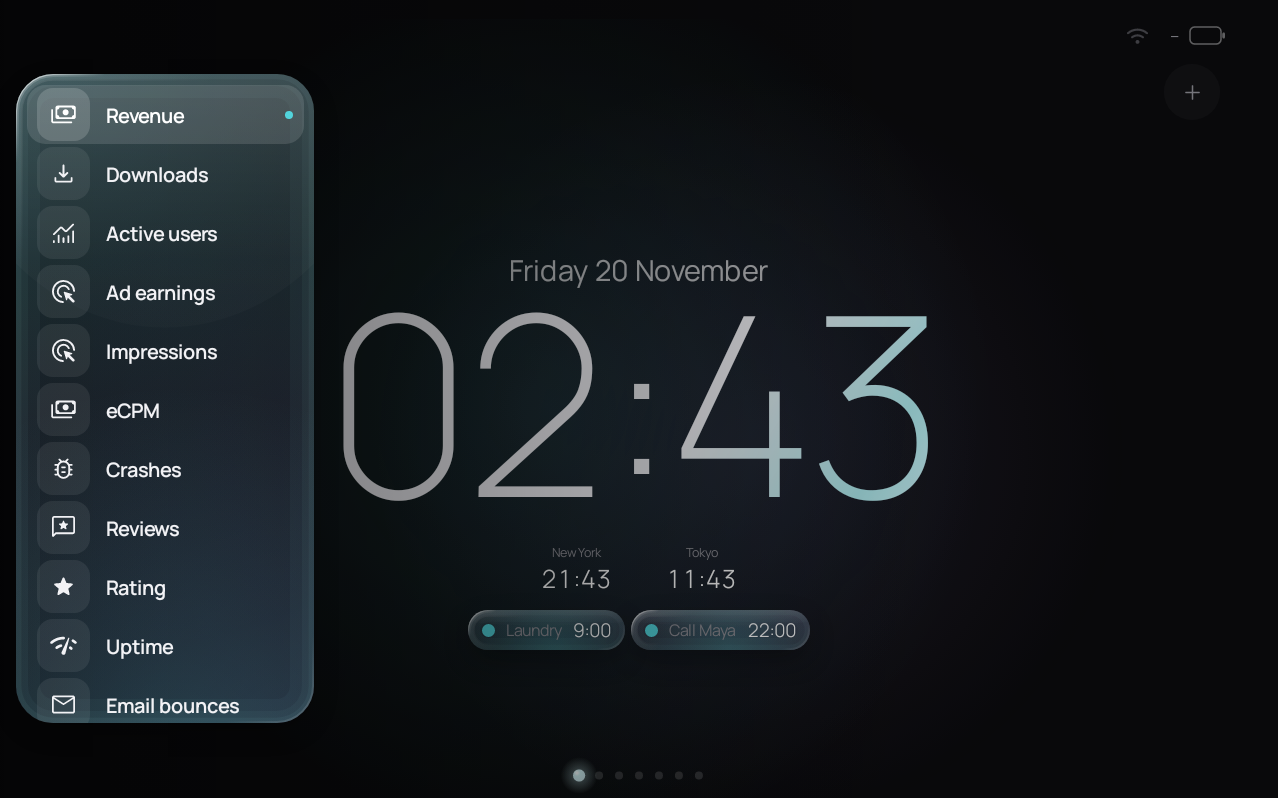 Revenue
Downloads
Active users
Ad earnings
Impressions
eCPM
Crashes
Reviews
Rating
Uptime
Email bounces
–
+
Friday 20 November
02:43
New York
21:43
Tokyo
11:43
Laundry 9:00
Call Maya 22:00